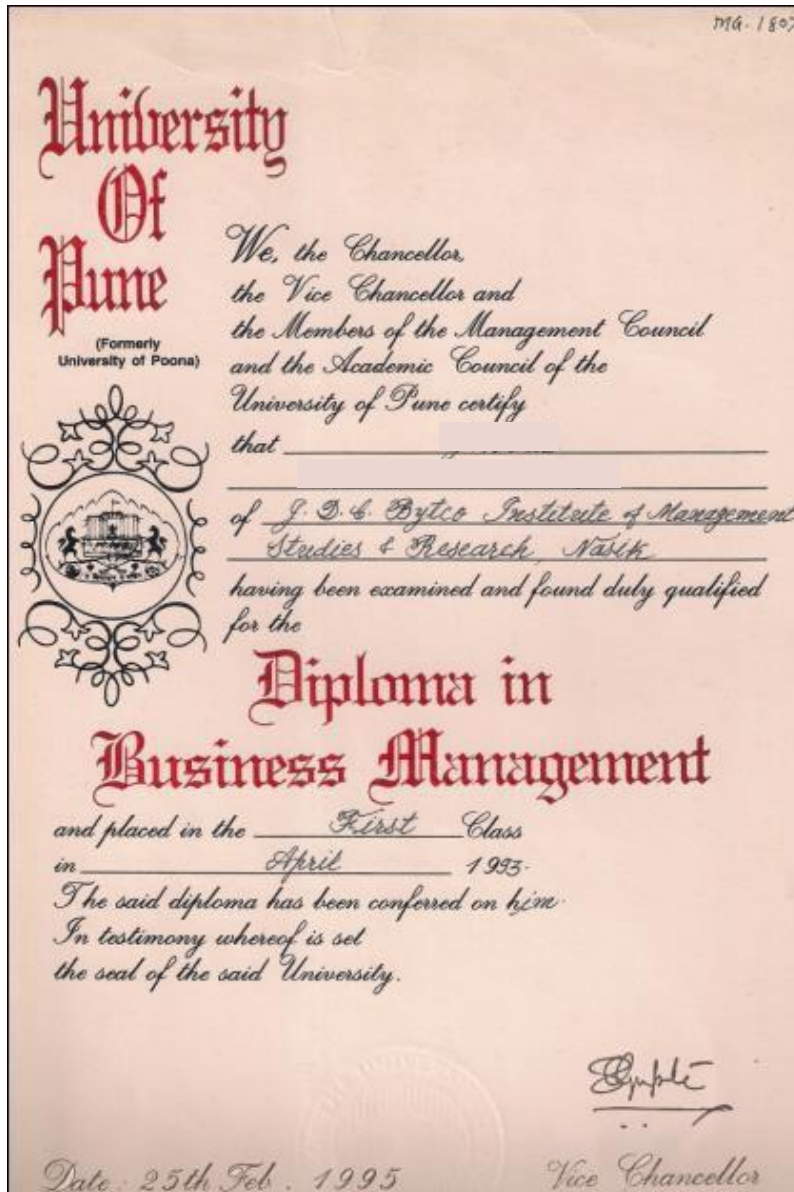 MG. 1807
University
Of
Pune
(Formerly
University of Poona)
We, the Chancellor,
the Vice Chancellor and
the Members of the Management Council
and the Academic Council of the
University of Pune certify
that
of J. D. C. Bytco Institute of Management
Studies & Research, Nasik
having been examined and found duly qualified
for the
Diploma in
Business Management
and placed in the First Class
in April 1993.
The said diploma has been conferred on him.
In testimony whereof is set
the seal of the said University.
Date: 25th Feb. 1995
Vice Chancellor